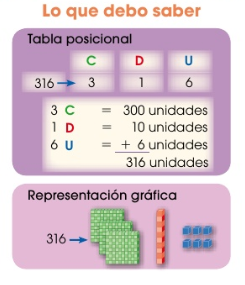 Lo que debo saber
Tabla posicional
C D U
316 3 1 6
3 C = 300 unidades
1 D = 10 unidades
6 U = + 6 unidades
316 unidades
Representación gráfica
316